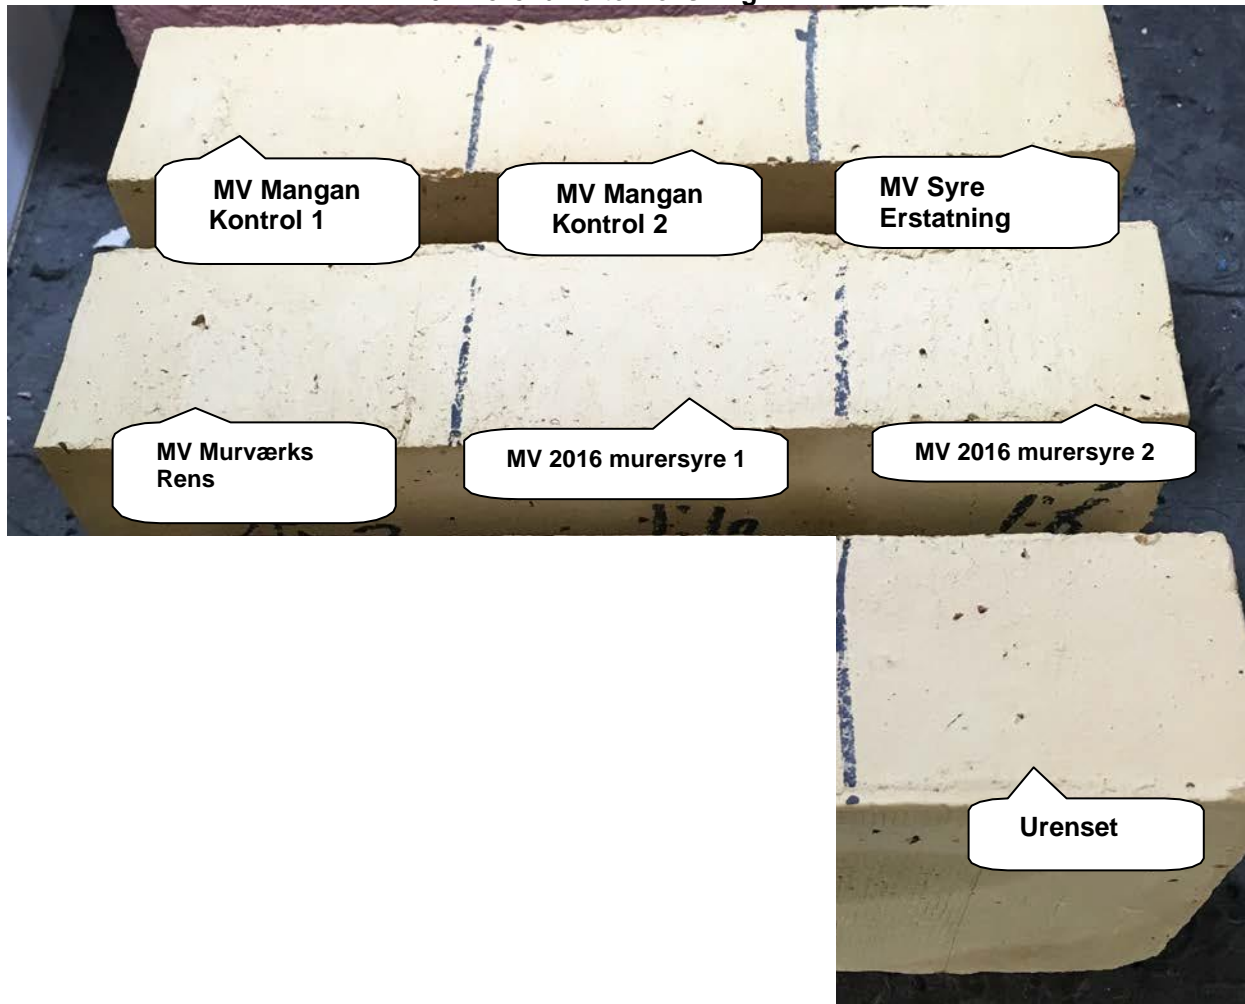 MV Mangan
Kontrol 1
MV Mangan
Kontrol 2
MV Syre
Erstatning
MV Murværks
Rens
MV 2016 murersyre 1
MV 2016 murersyre 2
Urenset